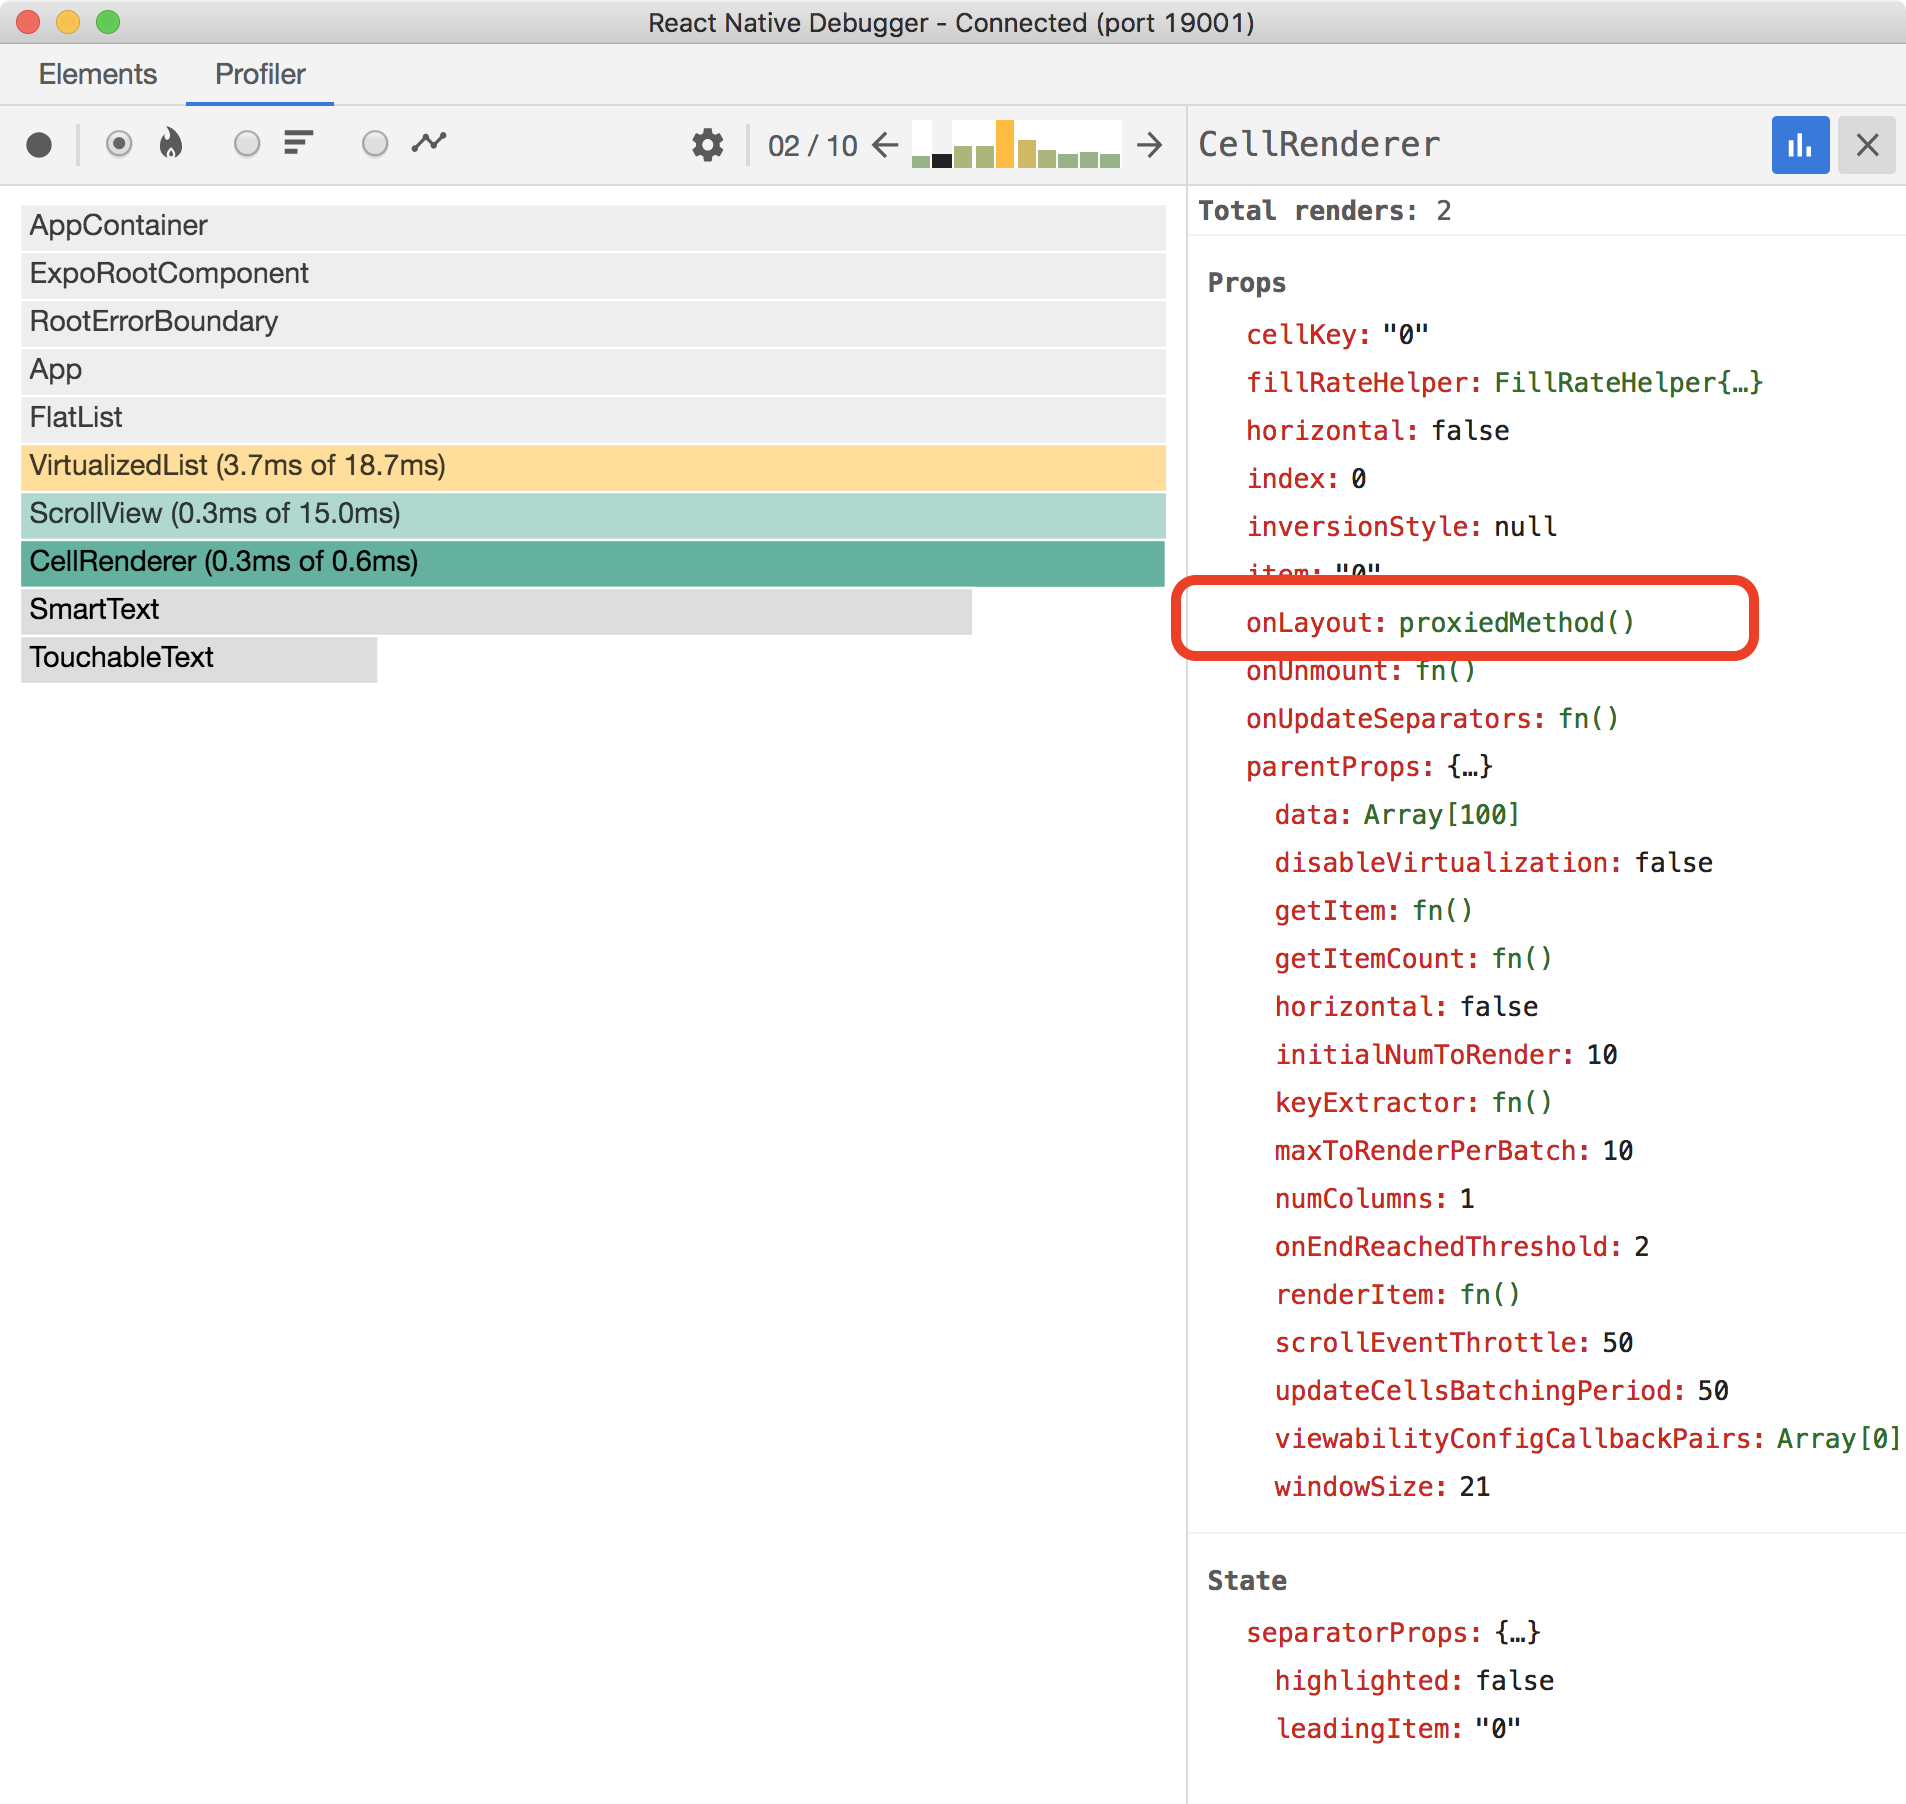 React Native Debugger - Connected (port 19001)
Elements Profiler
02 / 10
CellRenderer
Total renders: 2
AppContainer
ExpoRootComponent
RootErrorBoundary
App
FlatList
VirtualizedList (3.7ms of 18.7ms)
ScrollView (0.3ms of 15.0ms)
CellRenderer (0.3ms of 0.6ms)
SmartText
TouchableText
Props
cellKey: "0"
fillRateHelper: FillRateHelper{…}
horizontal: false
index: 0
inversionStyle: null
item: "0"
onLayout: proxiedMethod()
onUnmount: fn()
onUpdateSeparators: fn()
parentProps: {…}
data: Array[100]
disableVirtualization: false
getItem: fn()
getItemCount: fn()
horizontal: false
initialNumToRender: 10
keyExtractor: fn()
maxToRenderPerBatch: 10
numColumns: 1
onEndReachedThreshold: 2
renderItem: fn()
scrollEventThrottle: 50
updateCellsBatchingPeriod: 50
viewabilityConfigCallbackPairs: Array[0]
windowSize: 21
State
separatorProps: {…}
highlighted: false
leadingItem: "0"